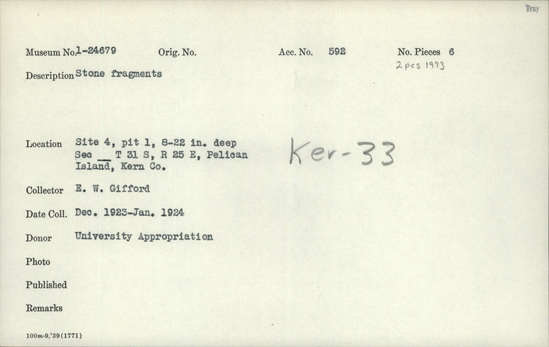 Museum No. 1-24679 Orig. No. Acc. No. 592 No. Pieces 6
2 pcs 1973
Description Stone fragments
Location Site 4, pit 1, 8-22 in. deep
Sec __ T 31 S, R 25 E, Pelican
Island, Kern Co.
Ker-33
Collector E. W. Gifford
Date Coll. Dec. 1923-Jan. 1924
Donor University Appropriation
Photo
Published
Remarks
100m-9,'39(1771)